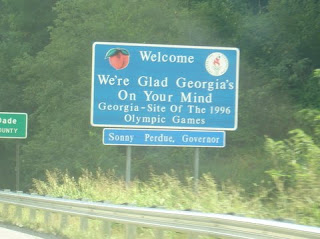 Welcome
We're Glad Georgia's
On Your Mind
Georgia-Site Of The 1996
Olympic Games
Sonny Perdue, Governor
Dade
COUNTY